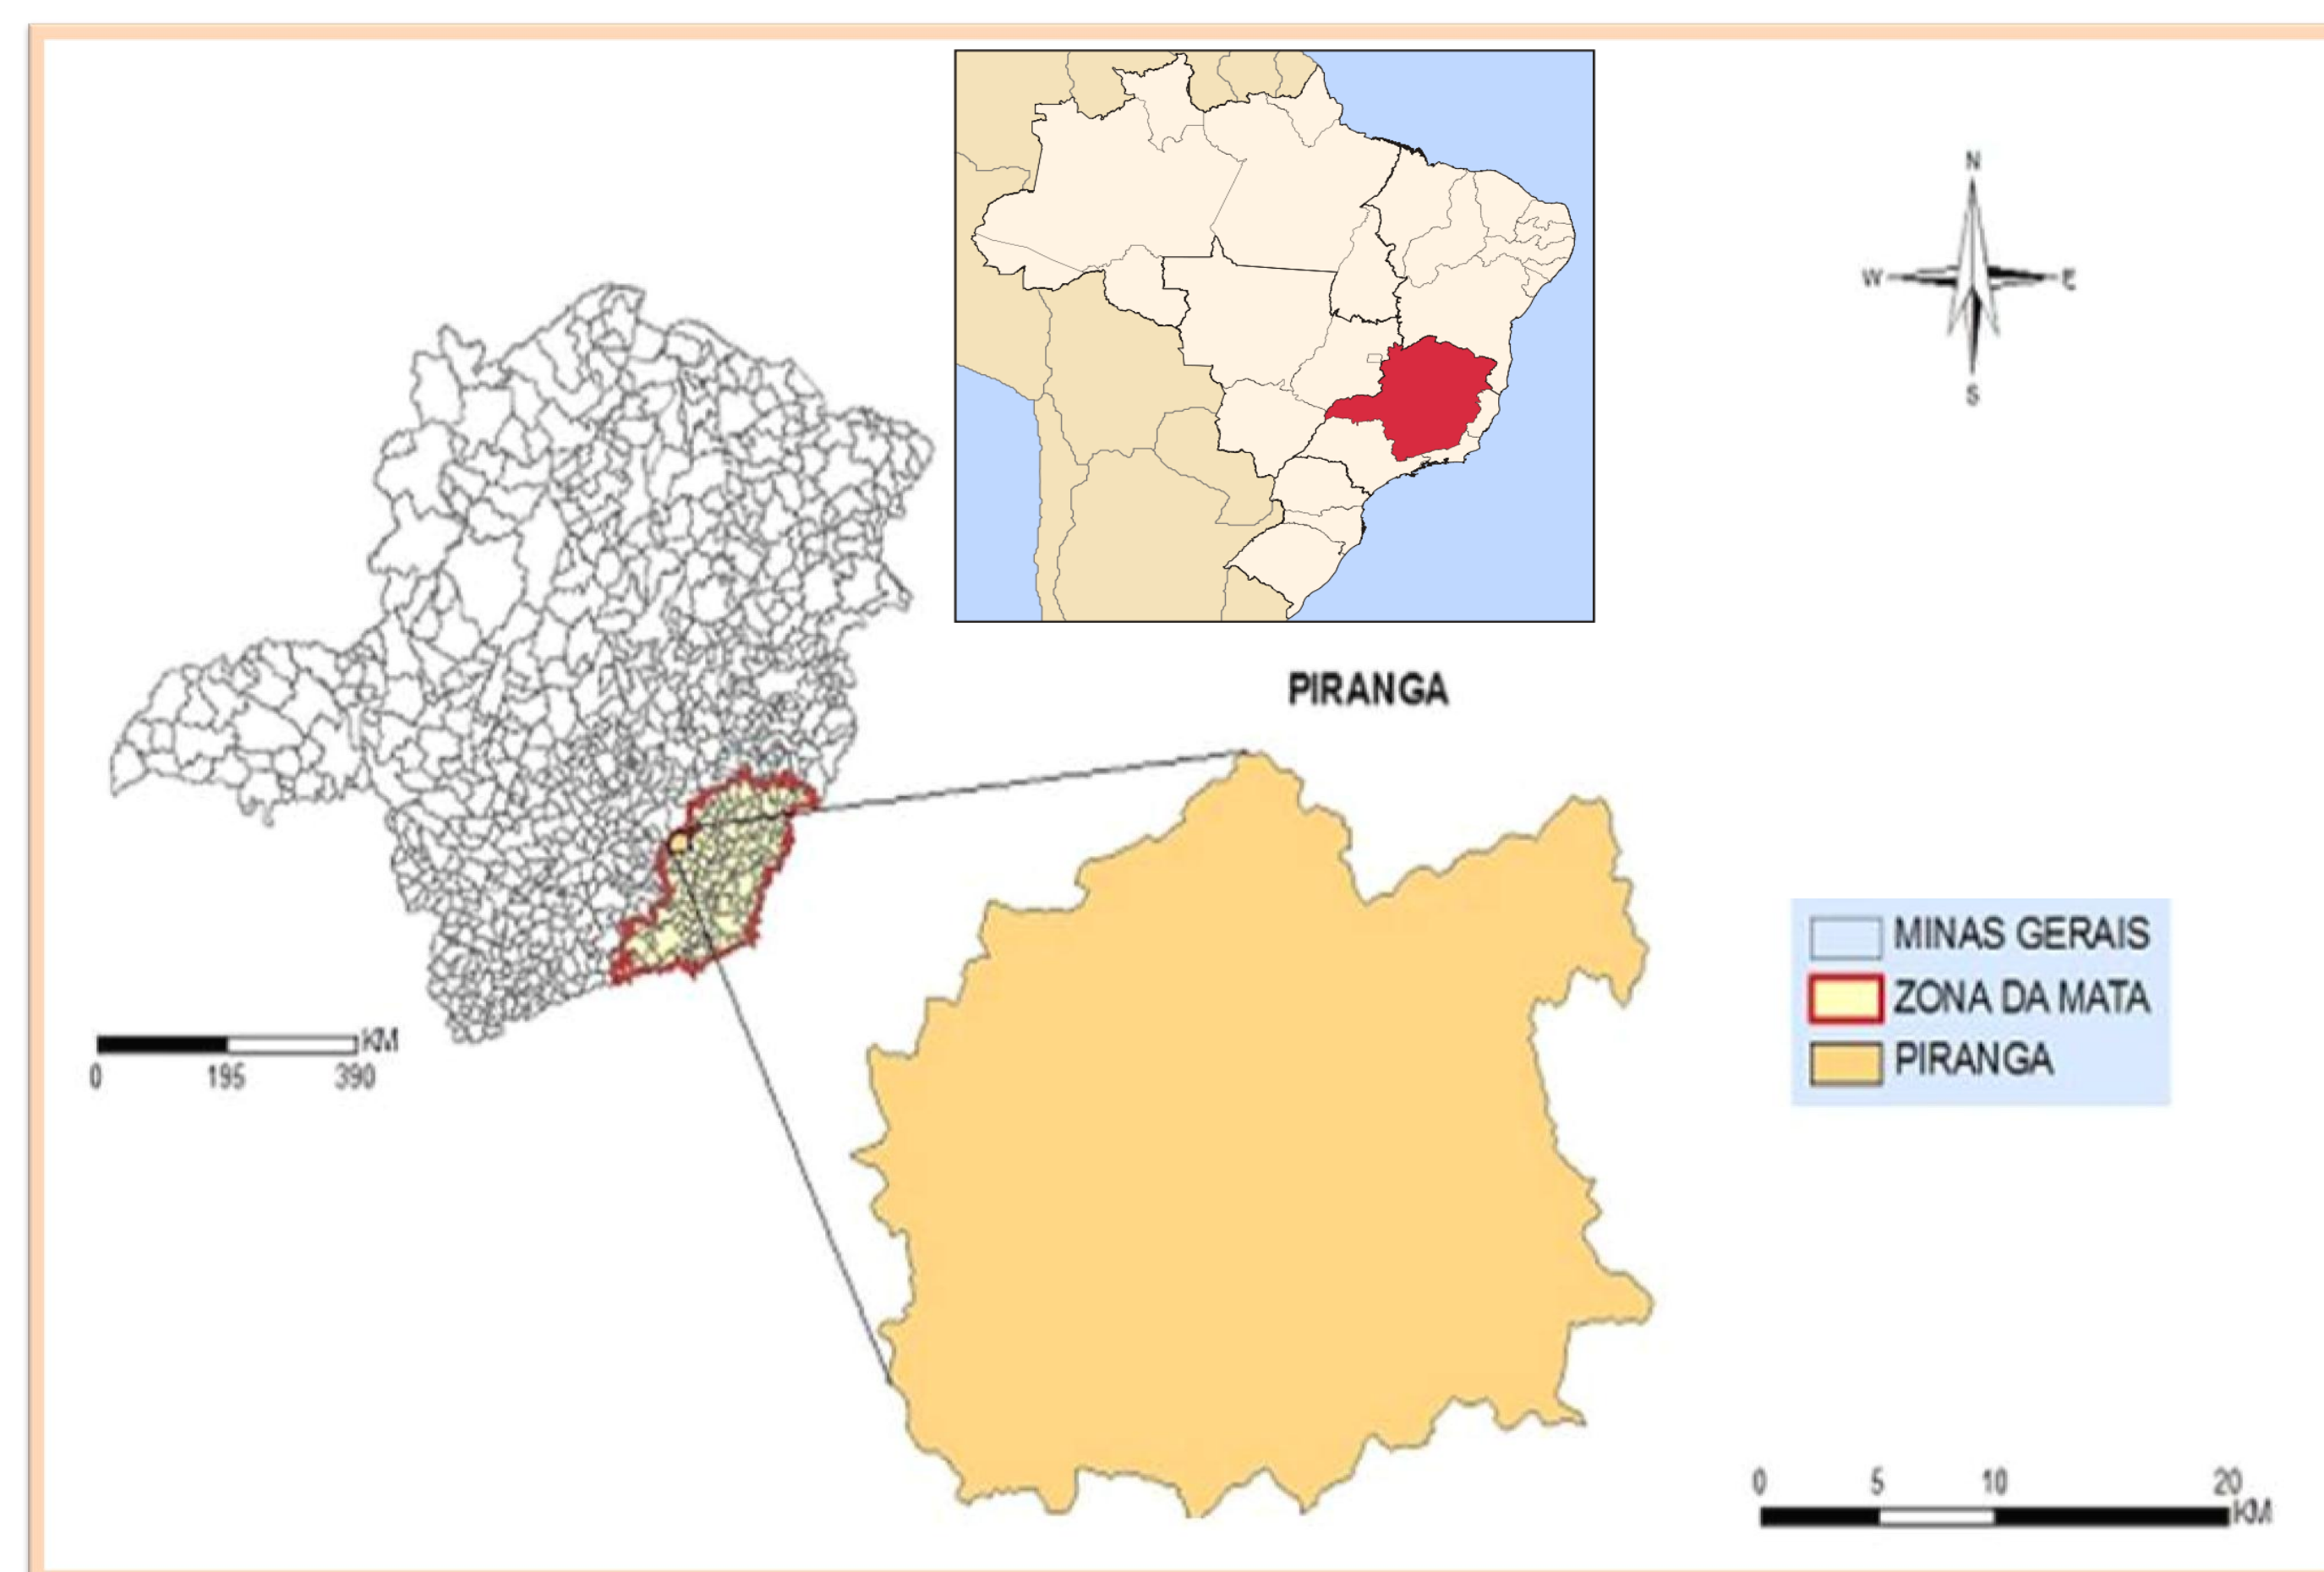 N
W E
S
PIRANGA
MINAS GERAIS
ZONA DA MATA
PIRANGA
KM
0 195 390
0 5 10 20
KM